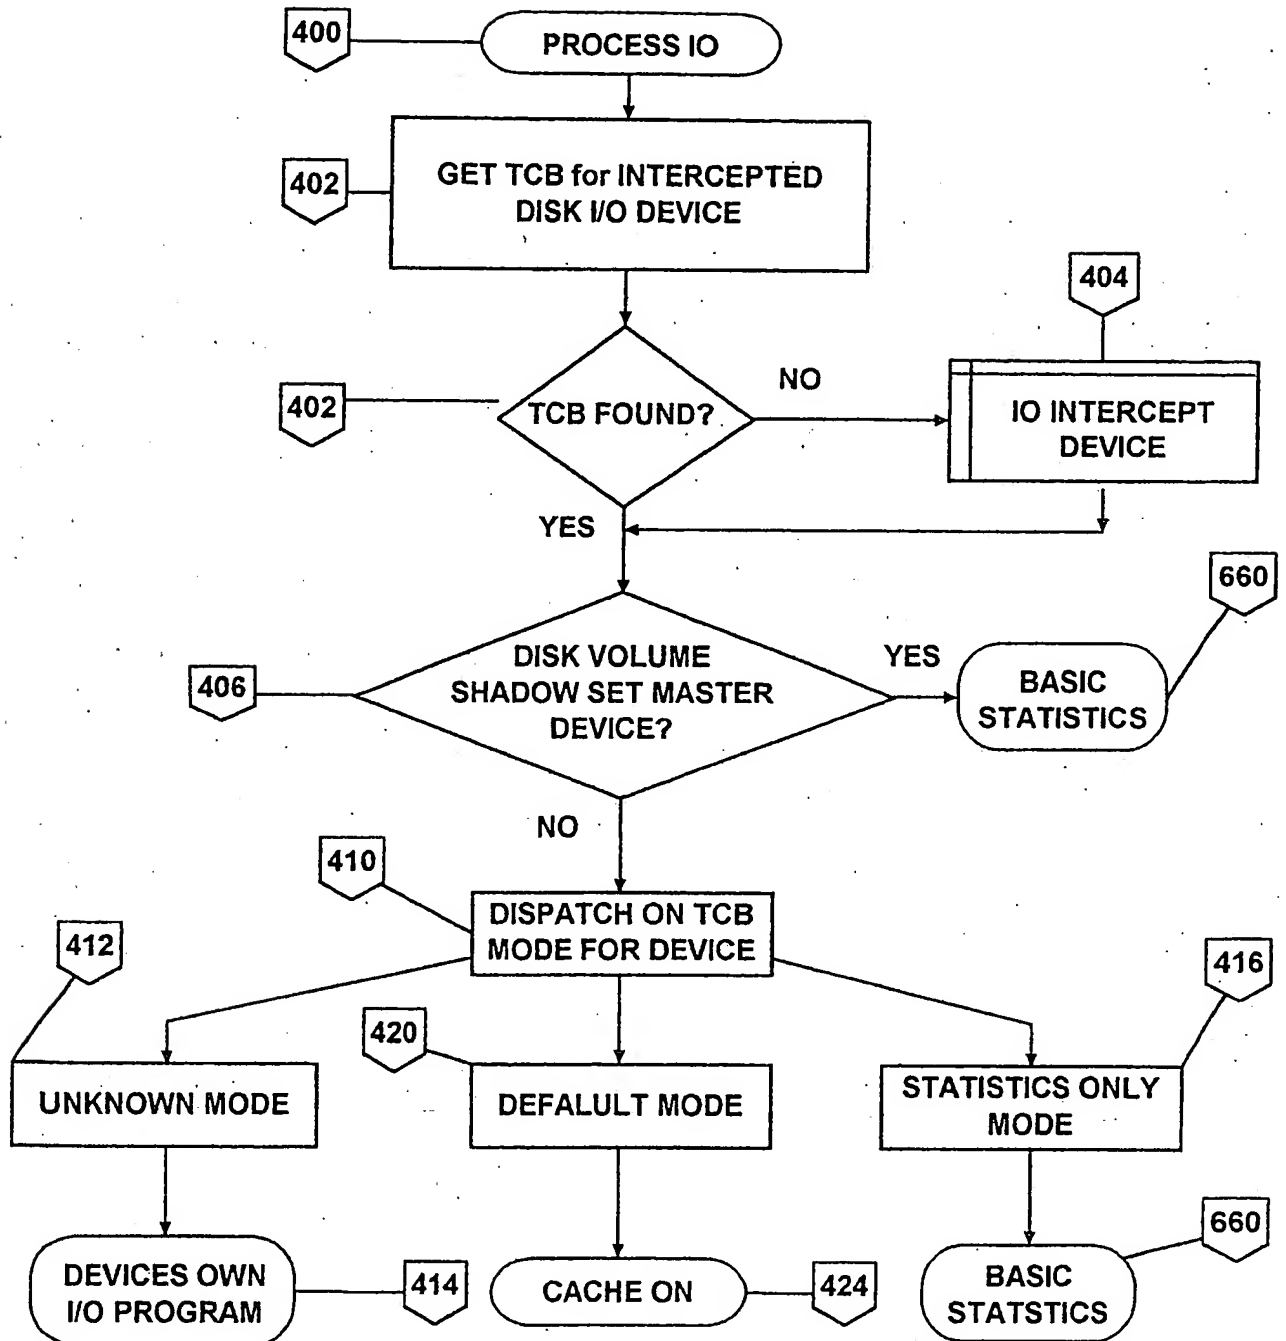 400
PROCESS IO
402
GET TCB for INTERCEPTED
DISK I/O DEVICE
404
402
TCB FOUND?
NO
IO INTERCEPT
DEVICE
YES
660
406
DISK VOLUME
SHADOW SET MASTER
DEVICE?
YES
BASIC
STATISTICS
NO
410
DISPATCH ON TCB
MODE FOR DEVICE
412
416
420
UNKNOWN MODE
DEFALULT MODE
STATISTICS ONLY
MODE
660
DEVICES OWN
I/O PROGRAM
414
CACHE ON
424
BASIC
STATSTICS